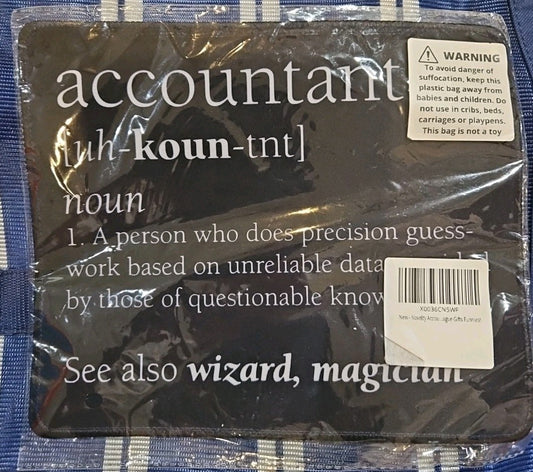 accountant
[uh-koun-tnt]
noun
1. A person who does precision guess-
work based on unreliable data
by those of questionable know
See also wizard, magician
WARNING
To avoid danger of
suffocation, keep this
plastic bag away from
babies and children. Do
not use in cribs, beds,
carriages or playpens.
This bag is not a toy
X0036CNSWF